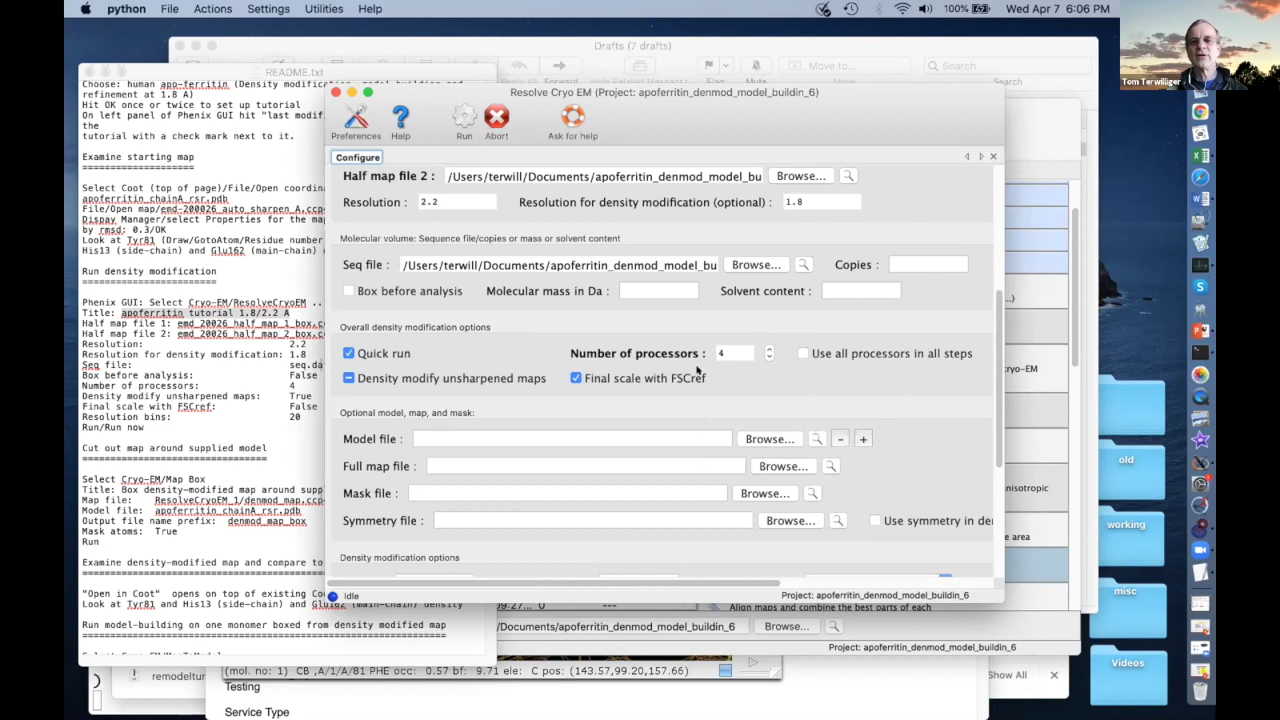 python File Actions Settings Utilities Help 100% Wed Apr 7 6:06 PM
Tom Terwilliger
Drafts (7 drafts)
Move to...
Search
Search
README.txt
Choose: human apo-ferritin (Density modification, model-building and
refinement at 1.8 A)
Hit OK once or twice to set up tutorial
On left panel of Phenix GUI hit "last modif
the
tutorial with a check mark next to it.
Examine starting map
====================
Select Coot (top of page)/File/Open coordina
apoferritin_chainA_rsr.pdb
File/Open map/emd-20026_auto_sharpen_A.ccp
Dispay Manager/select Properties for the map
by rmsd: 0.3/OK
Look at Tyr81 (Draw/GotoAtom/Residue number
His13 (side-chain) and Glu162 (main-chain) d
Run density modification
========================
Phenix GUI: Select Cryo-EM/ResolveCryoEM ..
Title: apoferritin tutorial 1.8/2.2 A
Half map file 1: emd_20026_half_map_1_box.cc
Half map file 2: emd_20026_half_map_2_box.cc
Resolution: 2.2
Resolution for density modification: 1.8
Seq file: seq.da
Box before analysis: False
Number of processors: 4
Density modify unsharpened maps: True
Final scale with FSCref: False
Resolution bins: 20
Run/Run now
Cut out map around supplied model
=================================
Select Cryo-EM/Map Box
Title: Box density-modified map around supp
Map file: ResolveCryoEM_1/denmod_map.ccp
Model file: apoferritin_chainA_rsr.pdb
Output file name prefix: denmod_map_box
Mask atoms: True
Run
Examine density-modified map and compare to
"Open in Coot" opens on top of existing Co
Look at Tyr81 and His13 (side-chain) and Glu162 (main-chain) density
Run model-building on one monomer boxed from density modified map
Resolve Cryo EM (Project: apoferritin_denmod_model_buildin_6)
Preferences Help Run Abort Ask for help
Configure
Half map file 2 : /Users/terwill/Documents/apoferritin_denmod_model_bu Browse...
Resolution : 2.2 Resolution for density modification (optional) : 1.8
Molecular volume: Sequence file/copies or mass or solvent content
Seq file : /Users/terwill/Documents/apoferritin_denmod_model_bu Browse... Copies :
Box before analysis Molecular mass in Da : Solvent content :
Overall density modification options
Quick run Number of processors : 4 Use all processors in all steps
Density modify unsharpened maps Final scale with FSCref
Optional model, map, and mask:
Model file : Browse... - +
Full map file : Browse...
Mask file : Browse...
Symmetry file : Browse... Use symmetry in der
Density modification options
Idle Project: apoferritin_denmod_model_buildin_6
Align maps and combine the best parts of each
/Documents/apoferritin_denmod_model_buildin_6 Browse...
Project: apoferritin_denmod_model_buildin_6
(mol. no: 1) CB ,A/1/A/81 PHE occ: 0.57 bf: 9.71 ele: C pos: (143.57,99.20,157.66)
remodeltur
Testing
Service Type
Show All
...)
ryo-EM
anisotropic
e area
old
working
misc
Videos